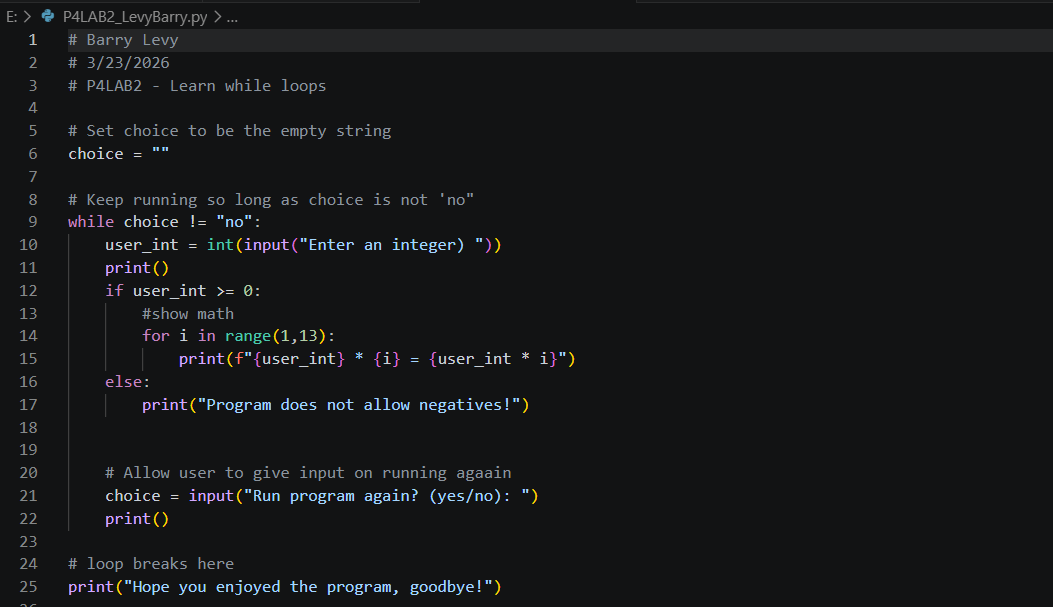 E: > P4LAB2_LevyBarry.py > ...
1 # Barry Levy
2 # 3/23/2026
3 # P4LAB2 - Learn while loops
4
5 # Set choice to be the empty string
6 choice = ""
7
8 # Keep running so long as choice is not 'no"
9 while choice != "no":
10     user_int = int(input("Enter an integer) "))
11     print()
12     if user_int >= 0:
13         #show math
14         for i in range(1,13):
15             print(f"{user_int} * {i} = {user_int * i}")
16     else:
17         print("Program does not allow negatives!")
18
19
20     # Allow user to give input on running agaain
21     choice = input("Run program again? (yes/no): ")
22     print()
23
24 # loop breaks here
25 print("Hope you enjoyed the program, goodbye!")
26